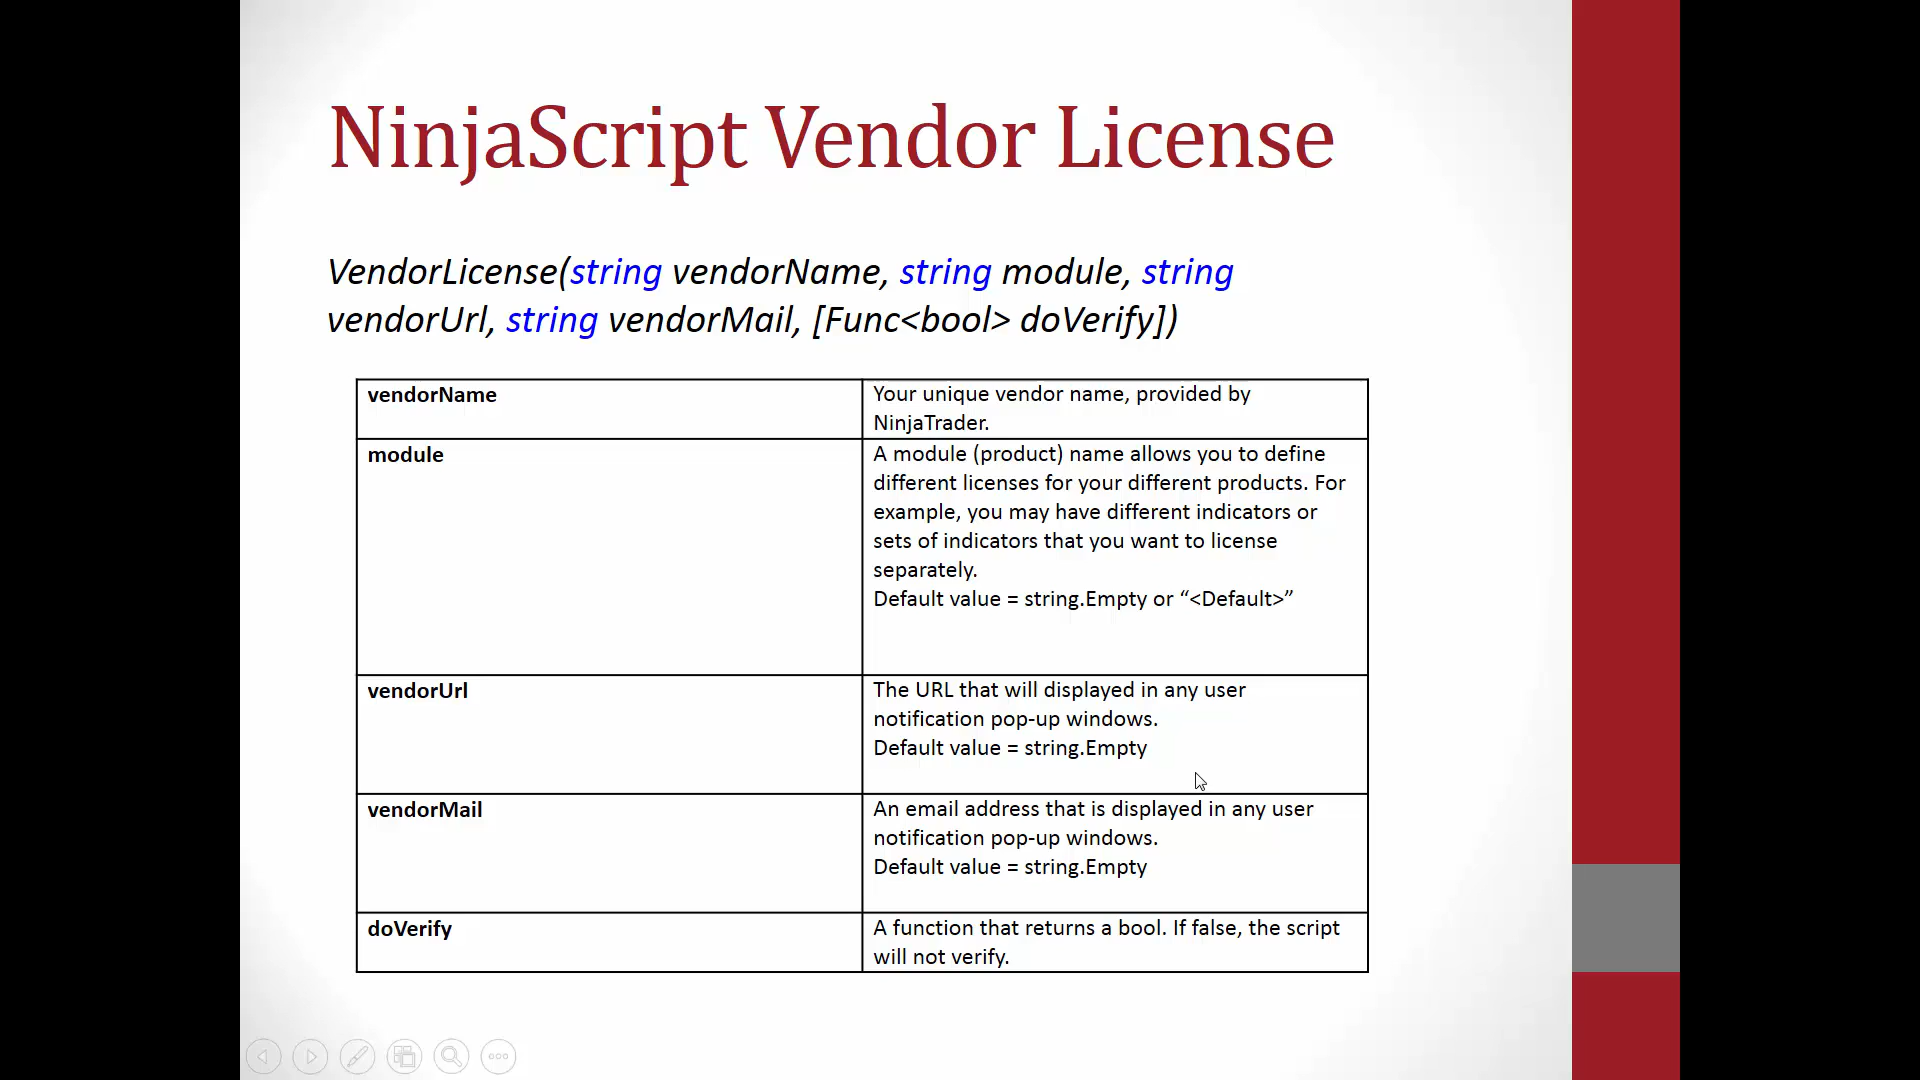 NinjaScript Vendor License
VendorLicense(string vendorName, string module, string
vendorUrl, string vendorMail, [Func<bool> doVerify])
vendorName
Your unique vendor name, provided by
NinjaTrader.
module
A module (product) name allows you to define
different licenses for your different products. For
example, you may have different indicators or
sets of indicators that you want to license
separately.
Default value = string.Empty or “<Default>”
vendorUrl
The URL that will displayed in any user
notification pop-up windows.
Default value = string.Empty
vendorMail
An email address that is displayed in any user
notification pop-up windows.
Default value = string.Empty
doVerify
A function that returns a bool. If false, the script
will not verify.